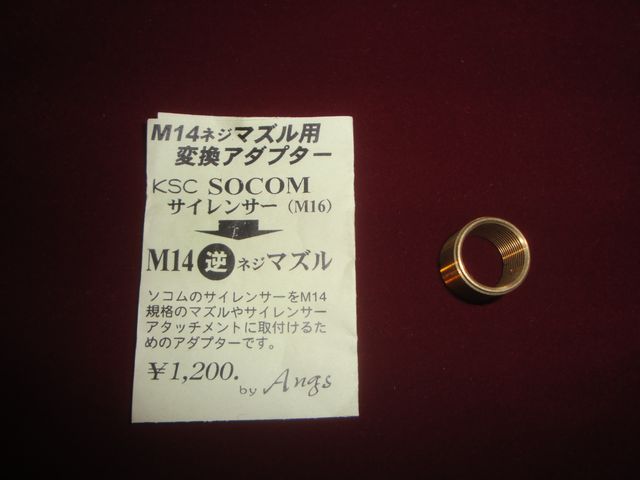 M14ネジマズル用
変換アダプター
KSC SOCOM
サイレンサー (M16)
M14逆ネジマズル
ソコムのサイレンサーをM14
規格のマズルやサイレンサー
アタッチメントに取付けるた
めのアダプターです。
¥1,200.
by Angs